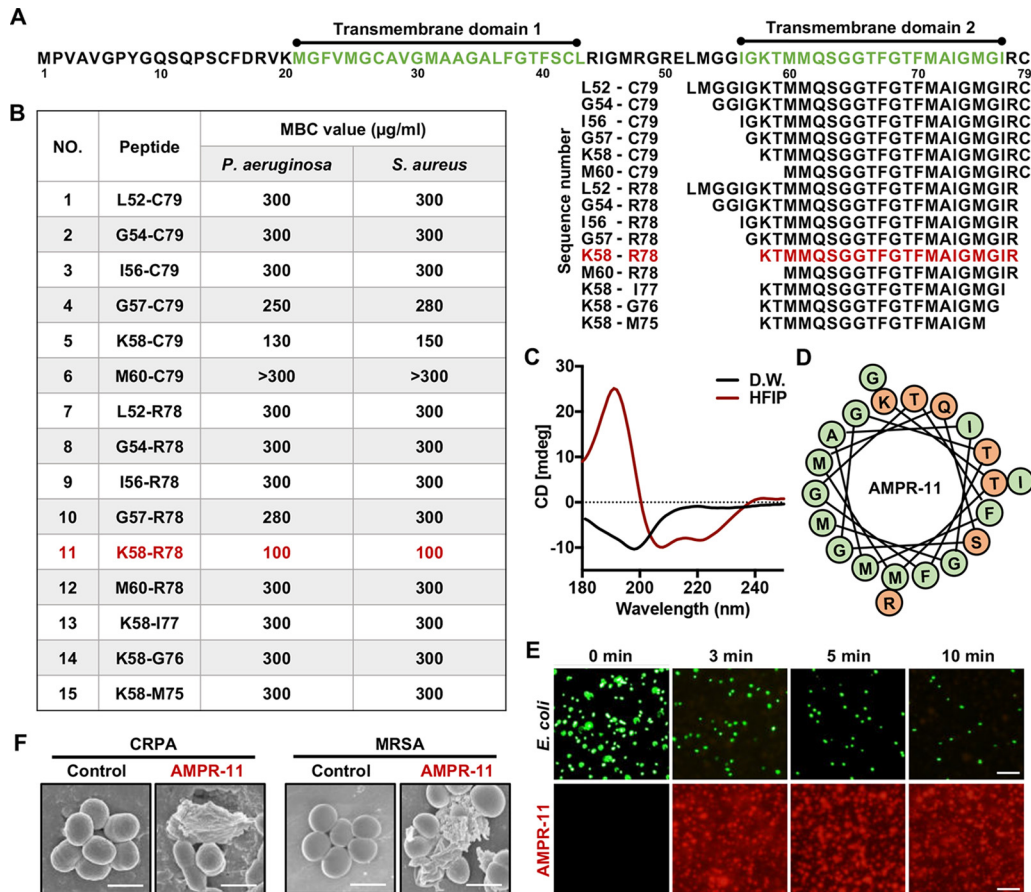 A
Transmembrane domain 1
Transmembrane domain 2
MPVAVGPYGQSQPSCFDRVKMGFVMGCAVGMAAGALFGTFSCLRIGMRGRELMGGIGKTMMQSGGTFGTFMAIGMGIRC
1 10 20 30 40 50 60 70 79
Sequence number
L52 - C79 LMGGIGKTMMQSGGTFGTFMAIGMGIRC
G54 - C79 GGIGKTMMQSGGTFGTFMAIGMGIRC
I56 - C79 IGKTMMQSGGTFGTFMAIGMGIRC
G57 - C79 GKTMMQSGGTFGTFMAIGMGIRC
K58 - C79 KTMMQSGGTFGTFMAIGMGIRC
M60 - C79 MMQSGGTFGTFMAIGMGIRC
L52 - R78 LMGGIGKTMMQSGGTFGTFMAIGMGIR
G54 - R78 GGIGKTMMQSGGTFGTFMAIGMGIR
I56 - R78 IGKTMMQSGGTFGTFMAIGMGIR
G57 - R78 GKTMMQSGGTFGTFMAIGMGIR
K58 - R78 KTMMQSGGTFGTFMAIGMGIR
M60 - R78 MMQSGGTFGTFMAIGMGIR
K58 - I77 KTMMQSGGTFGTFMAIGMGI
K58 - G76 KTMMQSGGTFGTFMAIGMG
K58 - M75 KTMMQSGGTFGTFMAIGM
B
NO. Peptide MBC value (µg/ml)
P. aeruginosa S. aureus
1 L52-C79 300 300
2 G54-C79 300 300
3 I56-C79 300 300
4 G57-C79 250 280
5 K58-C79 130 150
6 M60-C79 >300 >300
7 L52-R78 300 300
8 G54-R78 300 300
9 I56-R78 300 300
10 G57-R78 280 300
11 K58-R78 100 100
12 M60-R78 300 300
13 K58-I77 300 300
14 K58-G76 300 300
15 K58-M75 300 300
C
D.W.
HFIP
CD [mdeg]
30
20
10
0
-10
180 200 220 240
Wavelength (nm)
D
G
K T Q
G I
A T
M T I
G F
M S
G G
M M F
R
AMPR-11
E
0 min 3 min 5 min 10 min
E. coli
AMPR-11
F
CRPA MRSA
Control AMPR-11 Control AMPR-11